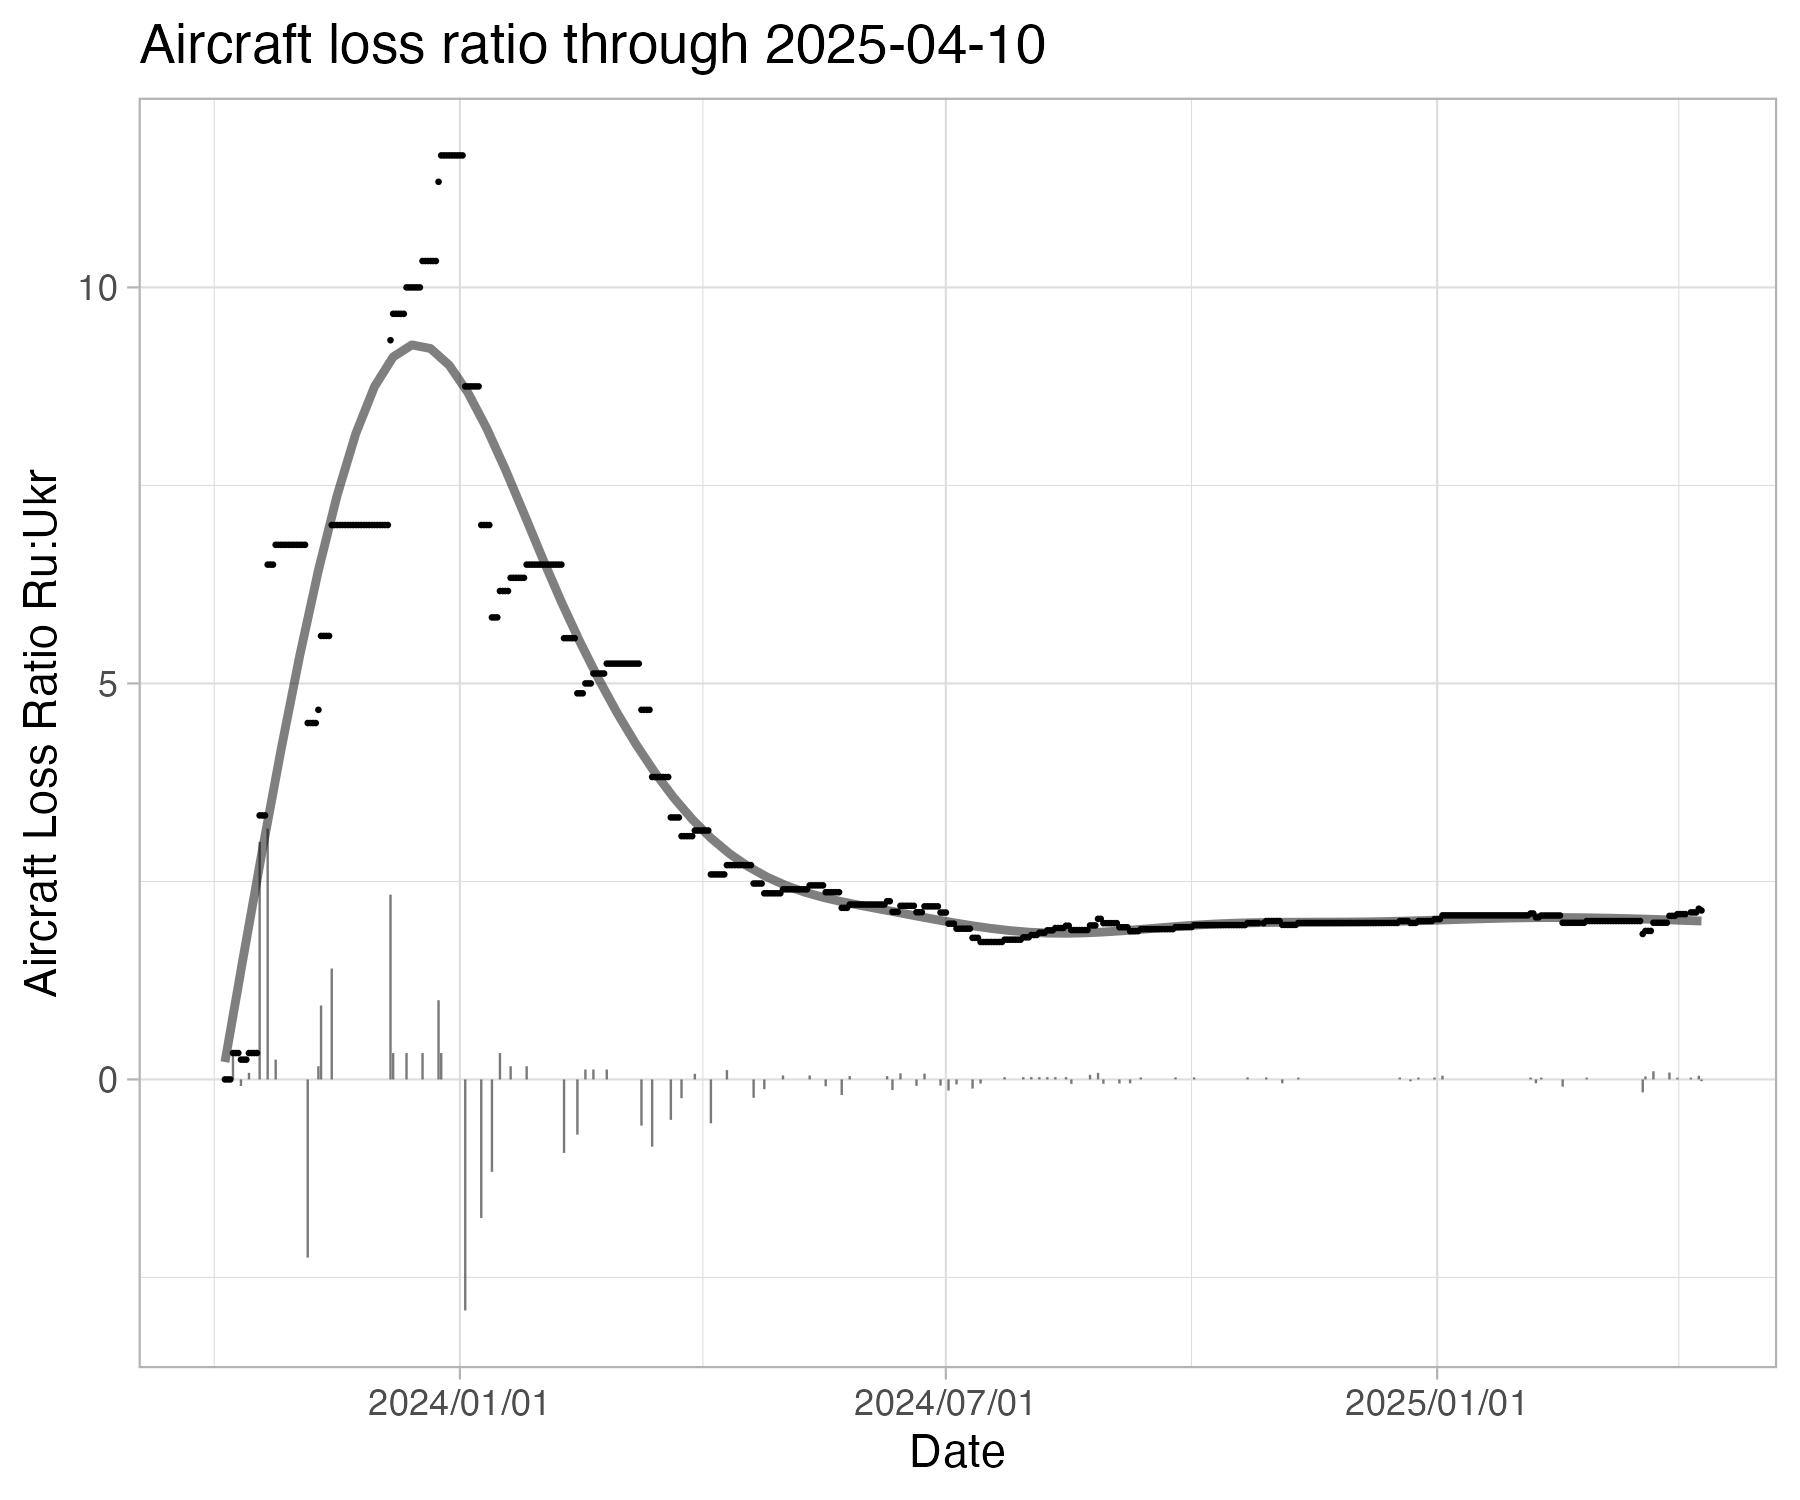 Aircraft loss ratio through 2025-04-10
Aircraft Loss Ratio Ru:Ukr
10
5
0
2024/01/01
2024/07/01
2025/01/01
Date